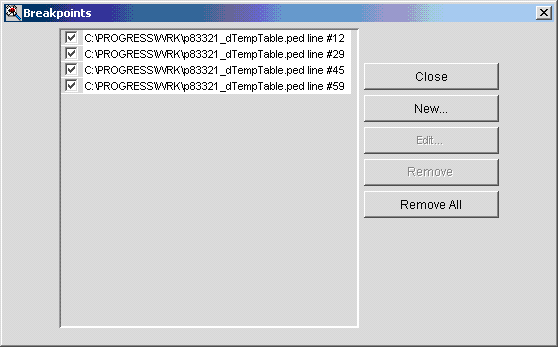 Breakpoints
C:\PROGRESS\WRK\p83321_dTempTable.ped line #12
C:\PROGRESS\WRK\p83321_dTempTable.ped line #29
C:\PROGRESS\WRK\p83321_dTempTable.ped line #45
C:\PROGRESS\WRK\p83321_dTempTable.ped line #59
Close
New...
Edit...
Remove
Remove All